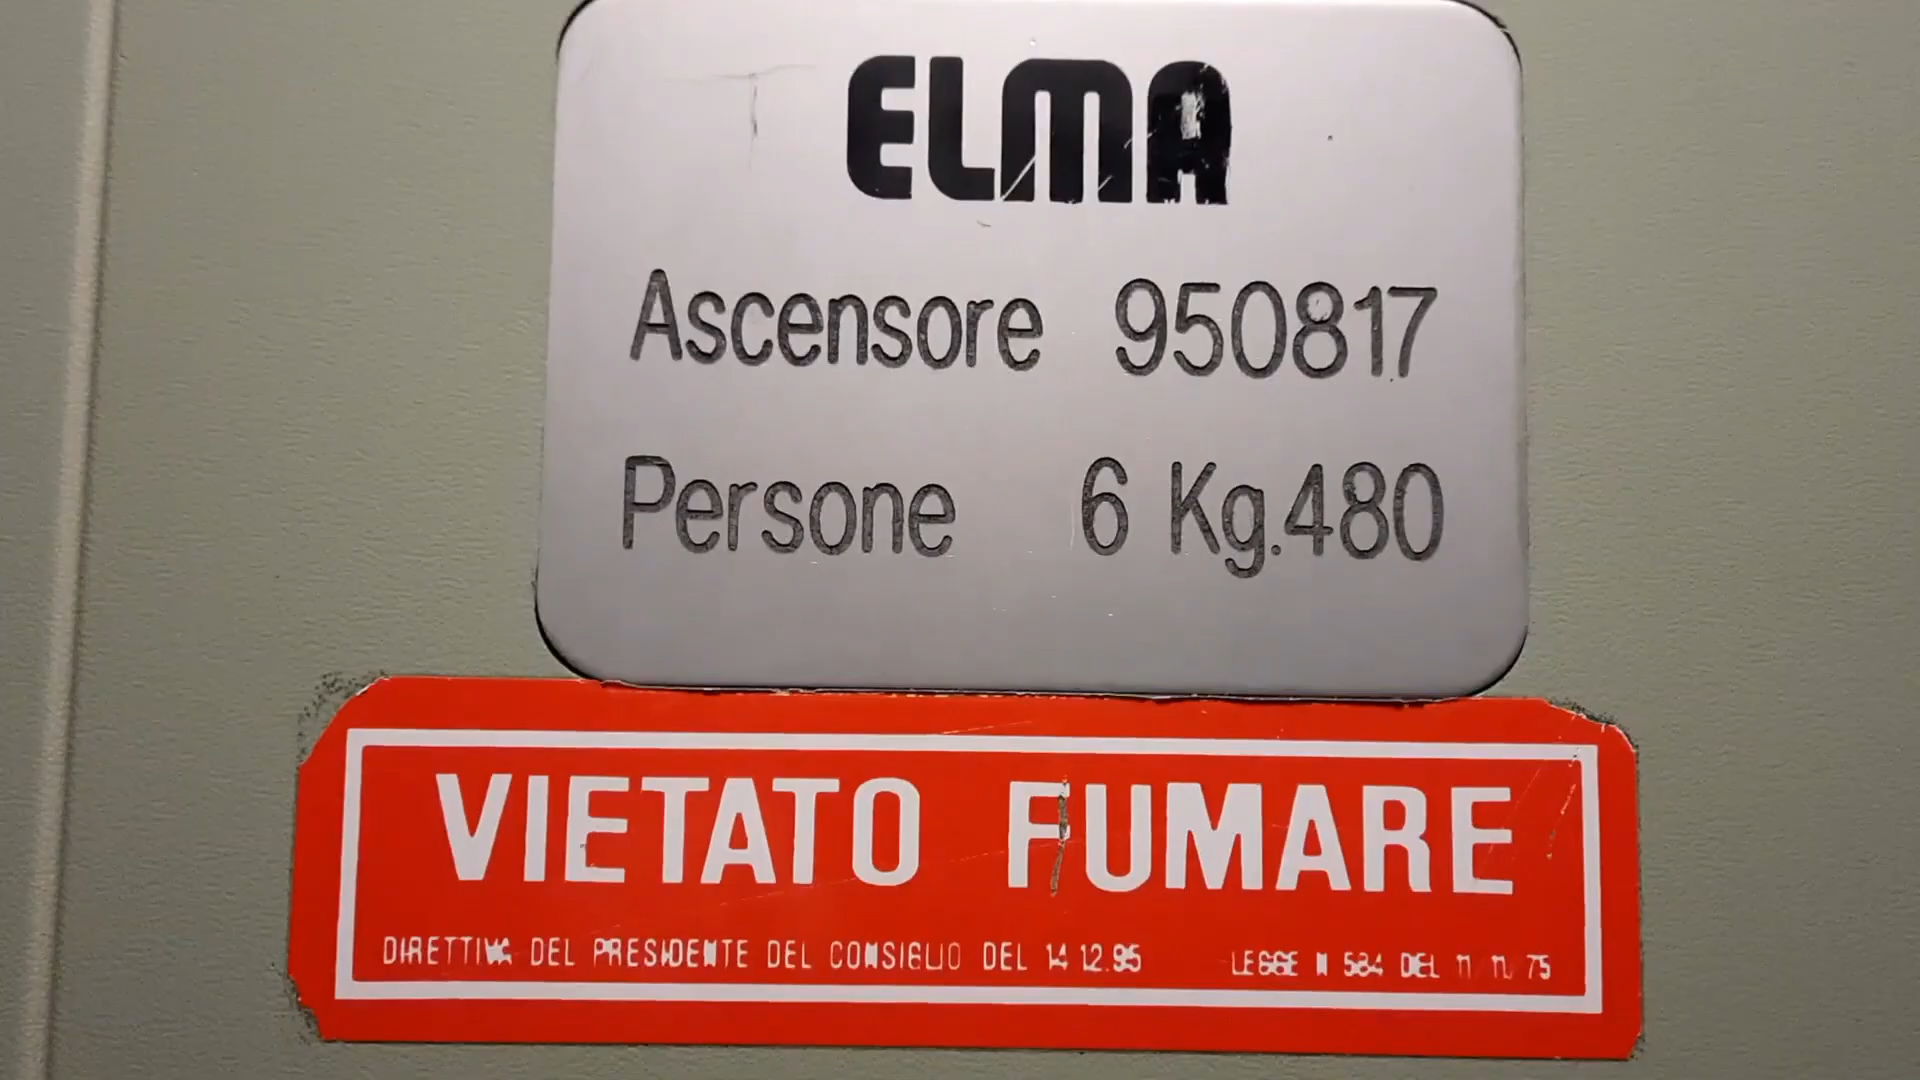 ELMA
Ascensore 950817
Persone 6 Kg.480
VIETATO FUMARE
DIRETTIVA DEL PRESIDENTE DEL CONSIGLIO DEL 14 12.95 LEGGE N 584 DEL 11 11 75